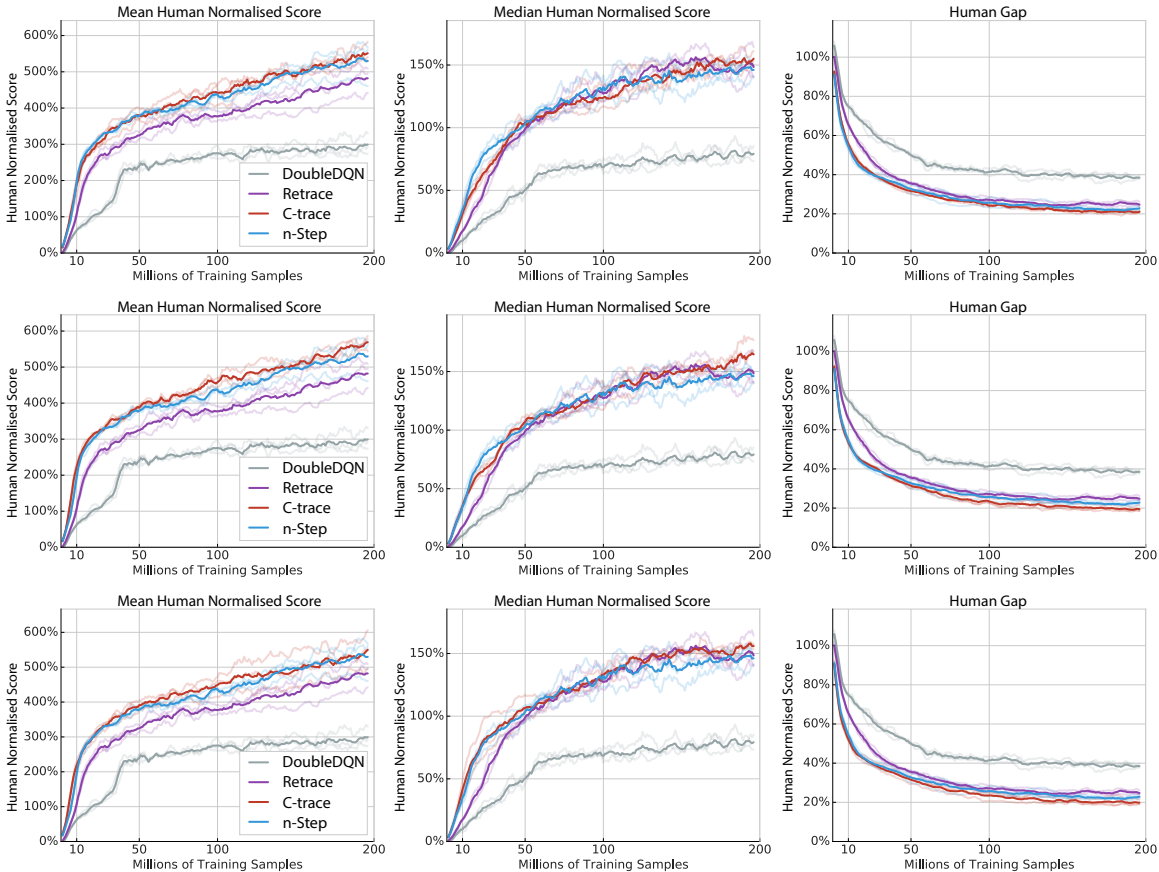 Mean Human Normalised Score
Human Normalised Score
600%
500%
400%
300%
200%
100%
0%
10
50
100
200
Millions of Training Samples
DoubleDQN
Retrace
C-trace
n-Step
Median Human Normalised Score
Human Normalised Score
150%
100%
50%
0%
10
50
100
200
Millions of Training Samples
Human Gap
Human Normalised Score
100%
80%
60%
40%
20%
0%
10
50
100
200
Millions of Training Samples
Mean Human Normalised Score
Human Normalised Score
600%
500%
400%
300%
200%
100%
0%
10
50
100
200
Millions of Training Samples
DoubleDQN
Retrace
C-trace
n-Step
Median Human Normalised Score
Human Normalised Score
150%
100%
50%
0%
10
50
100
200
Millions of Training Samples
Human Gap
Human Normalised Score
100%
80%
60%
40%
20%
0%
10
50
100
200
Millions of Training Samples
Mean Human Normalised Score
Human Normalised Score
600%
500%
400%
300%
200%
100%
0%
10
50
100
200
Millions of Training Samples
DoubleDQN
Retrace
C-trace
n-Step
Median Human Normalised Score
Human Normalised Score
150%
100%
50%
0%
10
50
100
200
Millions of Training Samples
Human Gap
Human Normalised Score
100%
80%
60%
40%
20%
0%
10
50
100
200
Millions of Training Samples